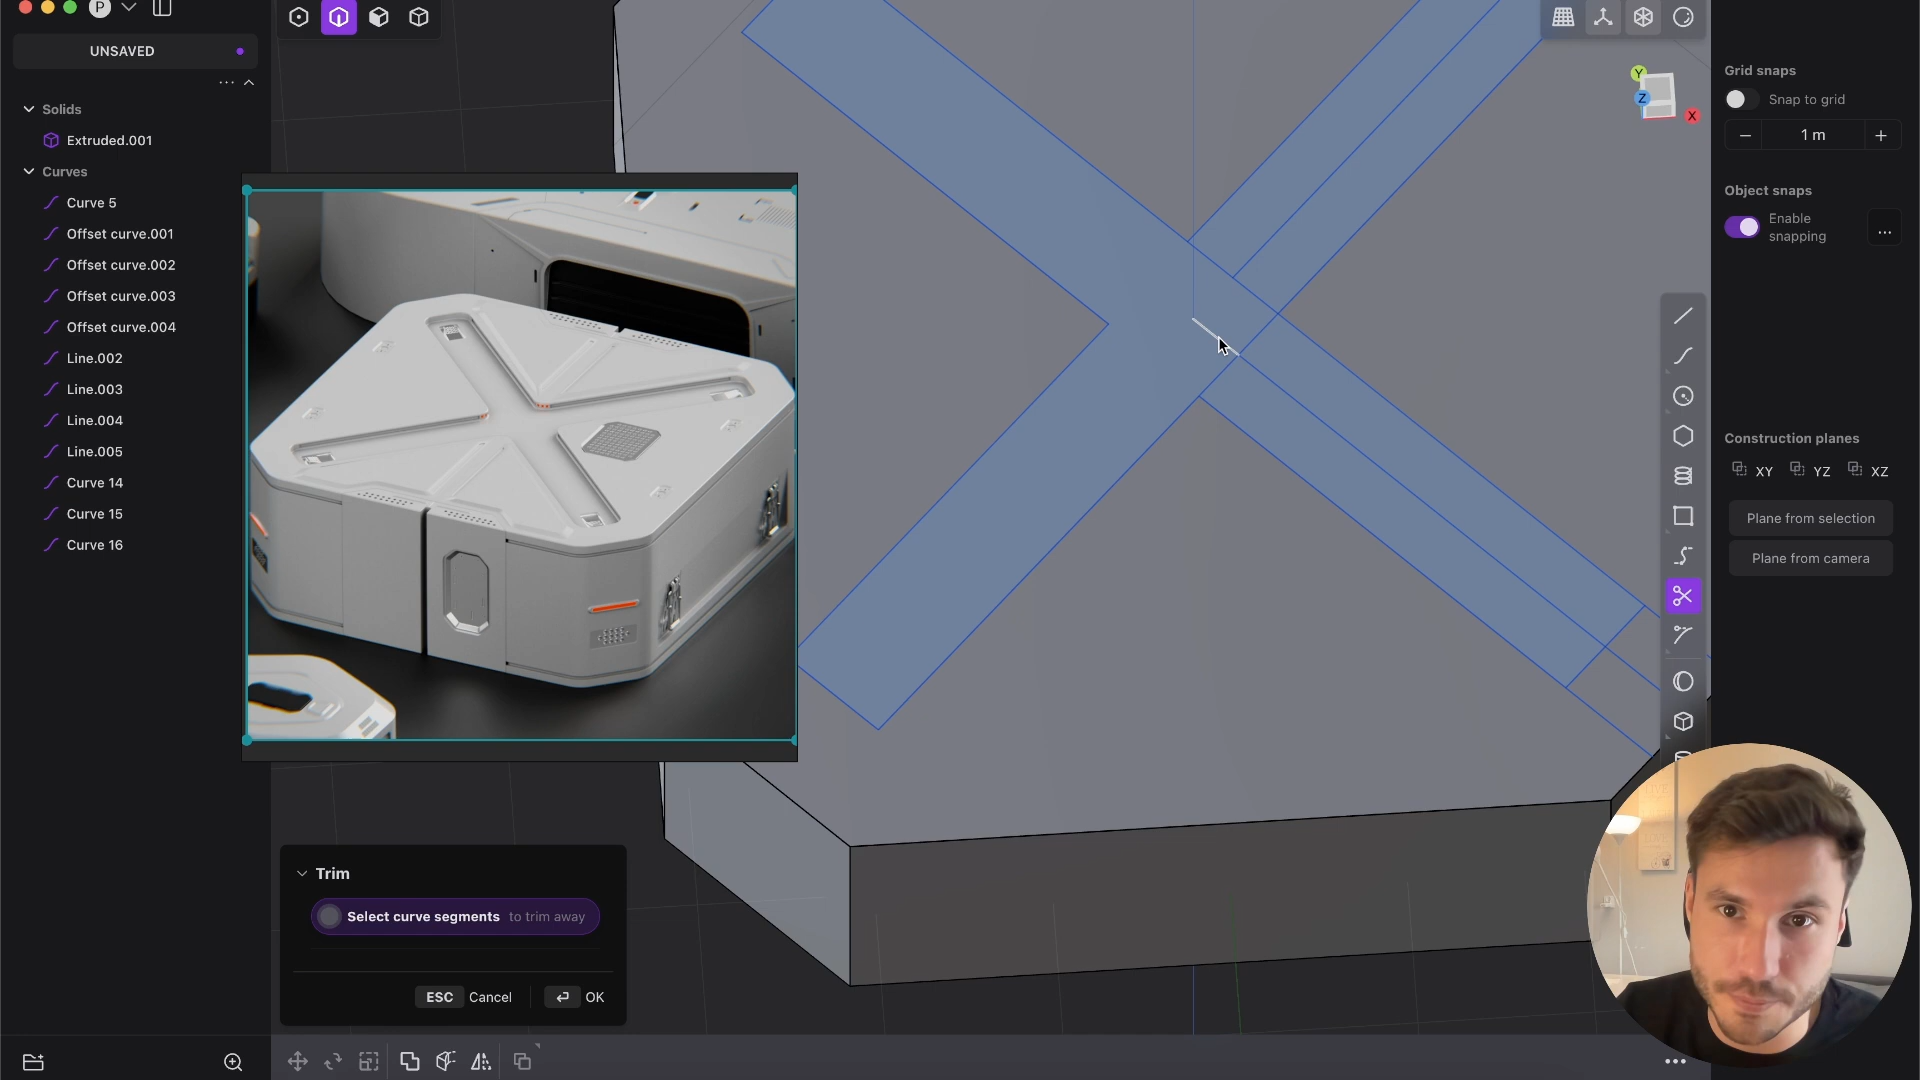 P
UNSAVED
Solids
Extruded.001
Curves
Curve 5
Offset curve.001
Offset curve.002
Offset curve.003
Offset curve.004
Line.002
Line.003
Line.004
Line.005
Curve 14
Curve 15
Curve 16
Trim
Select curve segments to trim away
ESC Cancel
OK
Y
Z
X
Grid snaps
Snap to grid
− 1 m +
Object snaps
Enable
snapping
...
Construction planes
XY YZ XZ
Plane from selection
Plane from camera